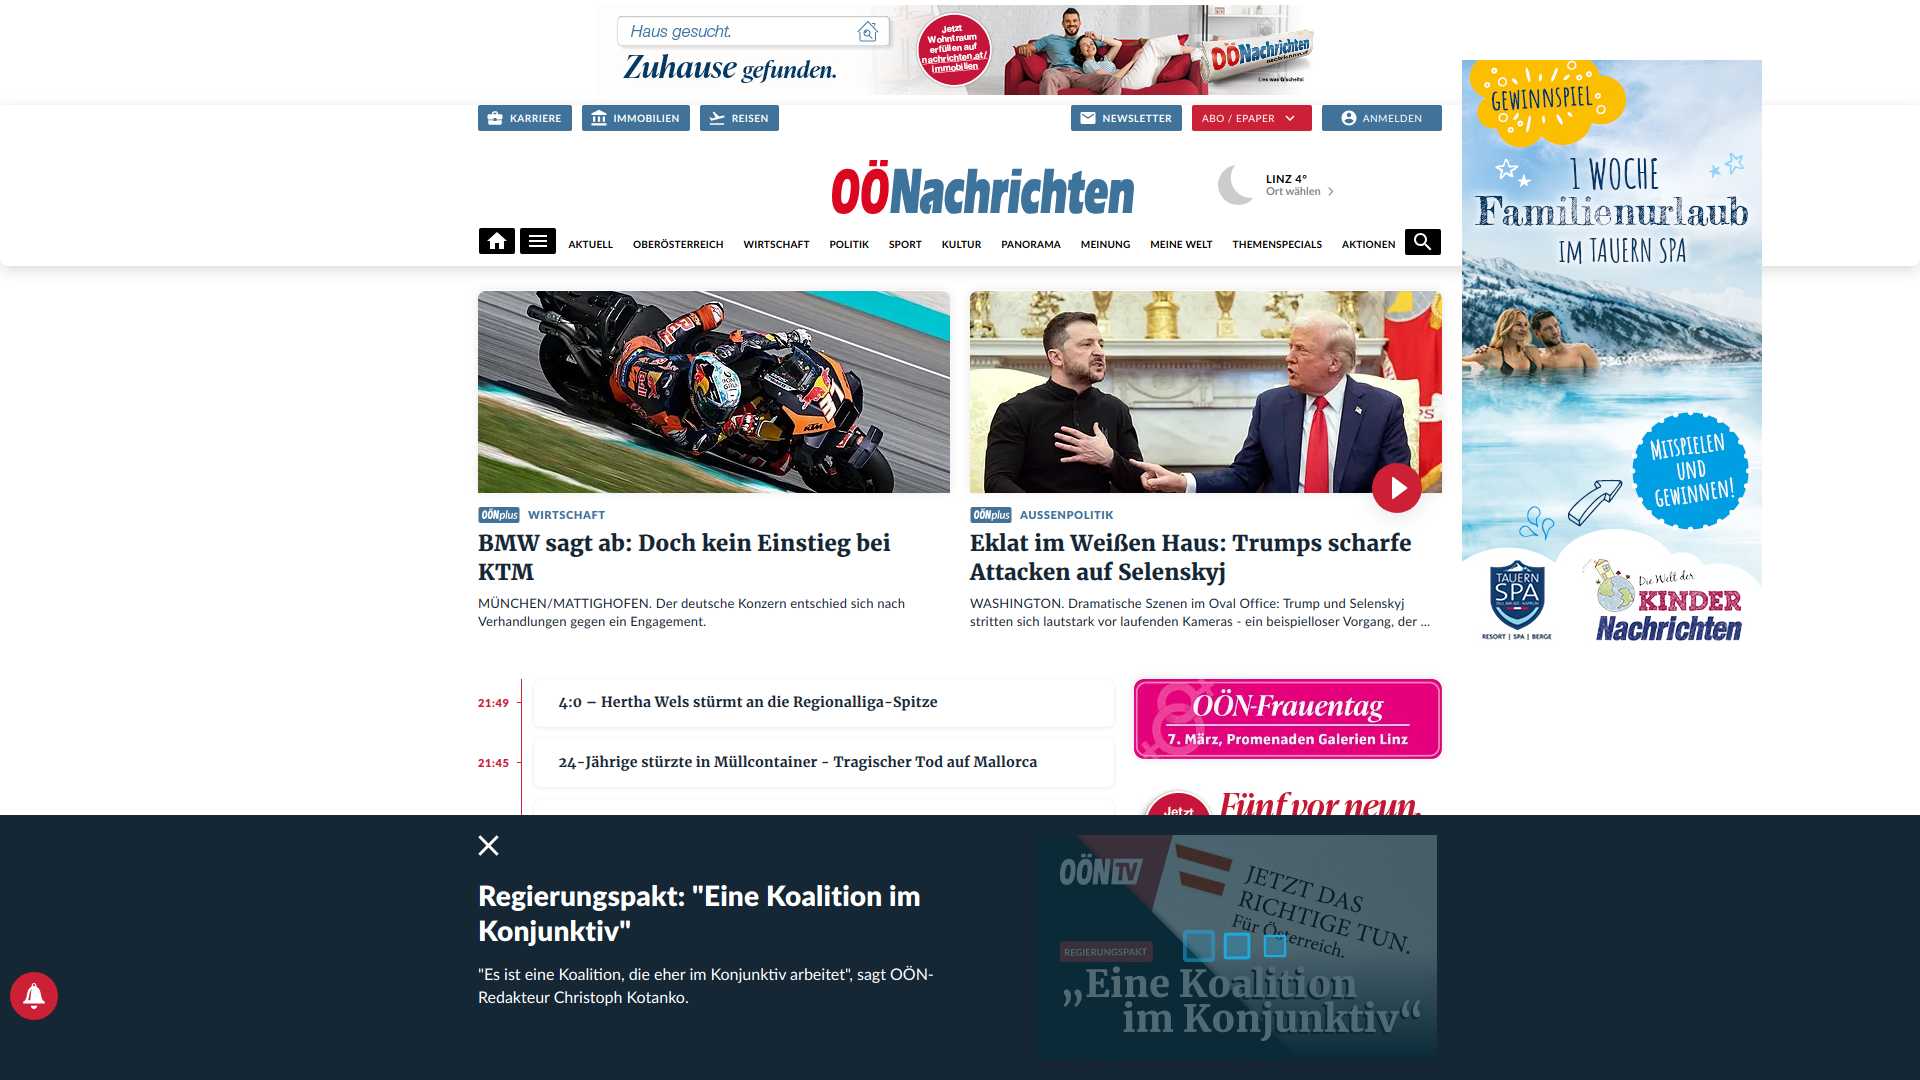 Haus gesucht.
Zuhause gefunden.
Jetzt
Wohntraum
erfüllen auf
nachrichten.at/
immobilien
OÖNachrichten
Lies was G'scheits!
KARRIERE
IMMOBILIEN
REISEN
NEWSLETTER
ABO / EPAPER
ANMELDEN
OÖNachrichten
LINZ 4°
Ort wählen
AKTUELL
OBERÖSTERREICH
WIRTSCHAFT
POLITIK
SPORT
KULTUR
PANORAMA
MEINUNG
MEINE WELT
THEMENSPECIALS
AKTIONEN
GEWINNSPIEL
1 WOCHE
Familienurlaub
IM TAUERN SPA
MITSPIELEN
UND
GEWINNEN!
TAUERN
SPA
RESORT | SPA | BERGE
Die Welt der
KINDER
Nachrichten
37
KTM
OÖNplus WIRTSCHAFT
BMW sagt ab: Doch kein Einstieg bei
KTM
MÜNCHEN/MATTIGHOFEN. Der deutsche Konzern entschied sich nach
Verhandlungen gegen ein Engagement.
OÖNplus AUSSENPOLITIK
Eklat im Weißen Haus: Trumps scharfe
Attacken auf Selenskyj
WASHINGTON. Dramatische Szenen im Oval Office: Trump und Selenskyj
stritten sich lautstark vor laufenden Kameras - ein beispielloser Vorgang, der ...
21:49
4:0 – Hertha Wels stürmt an die Regionalliga-Spitze
21:45
24-Jährige stürzte in Müllcontainer - Tragischer Tod auf Mallorca
OÖN-Frauentag
7. März, Promenaden Galerien Linz
Jetzt
Fünf vor neun.
Regierungspakt: "Eine Koalition im
Konjunktiv"
"Es ist eine Koalition, die eher im Konjunktiv arbeitet", sagt OÖN-
Redakteur Christoph Kotanko.
OÖN TV
JETZT DAS
RICHTIGE TUN.
Für Österreich.
REGIERUNGSPAKT
„Eine Koalition
im Konjunktiv“